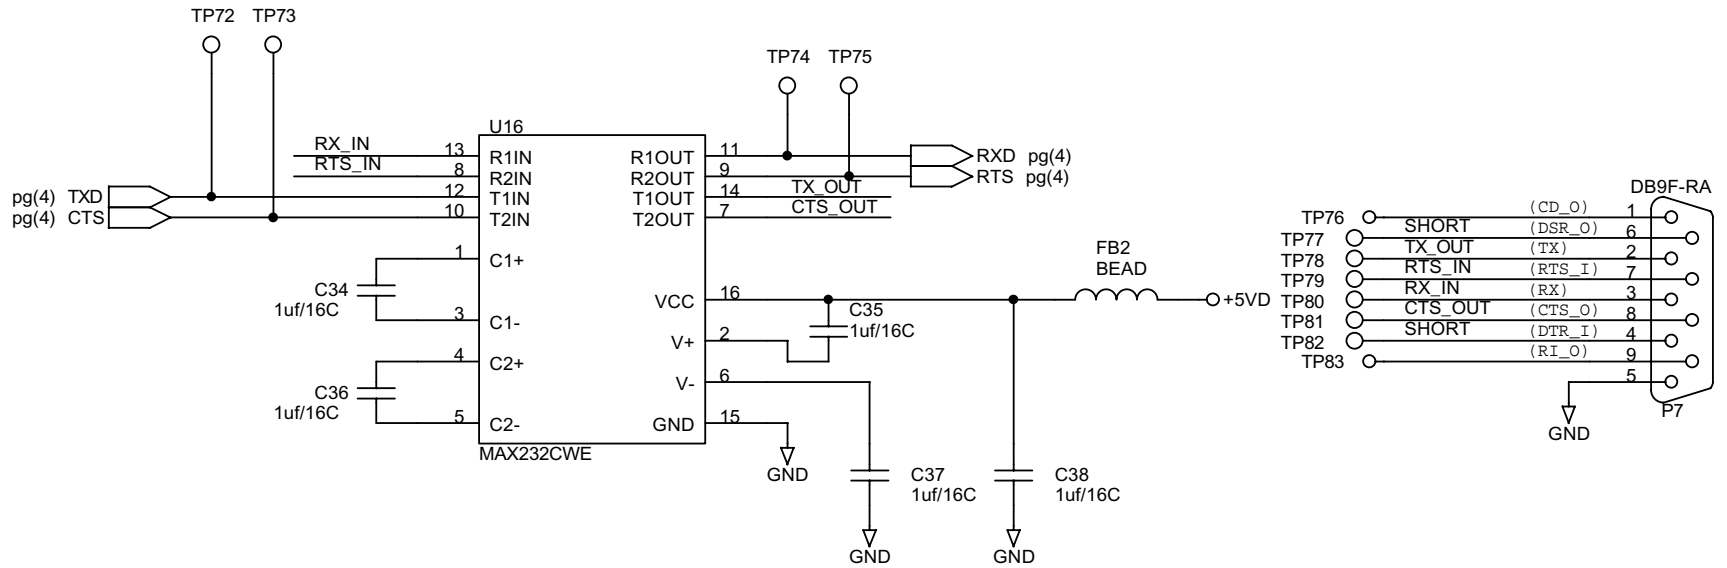 TP72 TP73
TP74 TP75
U16
RX_IN 13 R1IN R1OUT 11 RXD pg(4)
RTS_IN 8 R2IN R2OUT 9 RTS pg(4)
pg(4) TXD 12 T1IN T1OUT 14 TX_OUT
pg(4) CTS 10 T2IN T2OUT 7 CTS_OUT
1 C1+
C34
1uf/16C
3 C1-
4 C2+
C36
1uf/16C
5 C2-
VCC 16
V+ 2
V- 6
GND 15
MAX232CWE
C35
1uf/16C
FB2
BEAD
+5VD
GND
C37
1uf/16C
GND
C38
1uf/16C
GND
DB9F-RA
TP76 (CD_O) 1
TP77 SHORT (DSR_O) 6
TP78 TX_OUT (TX) 2
TP79 RTS_IN (RTS_I) 7
TP80 RX_IN (RX) 3
TP81 CTS_OUT (CTS_O) 8
TP82 SHORT (DTR_I) 4
TP83 (RI_O) 9
5
P7
GND